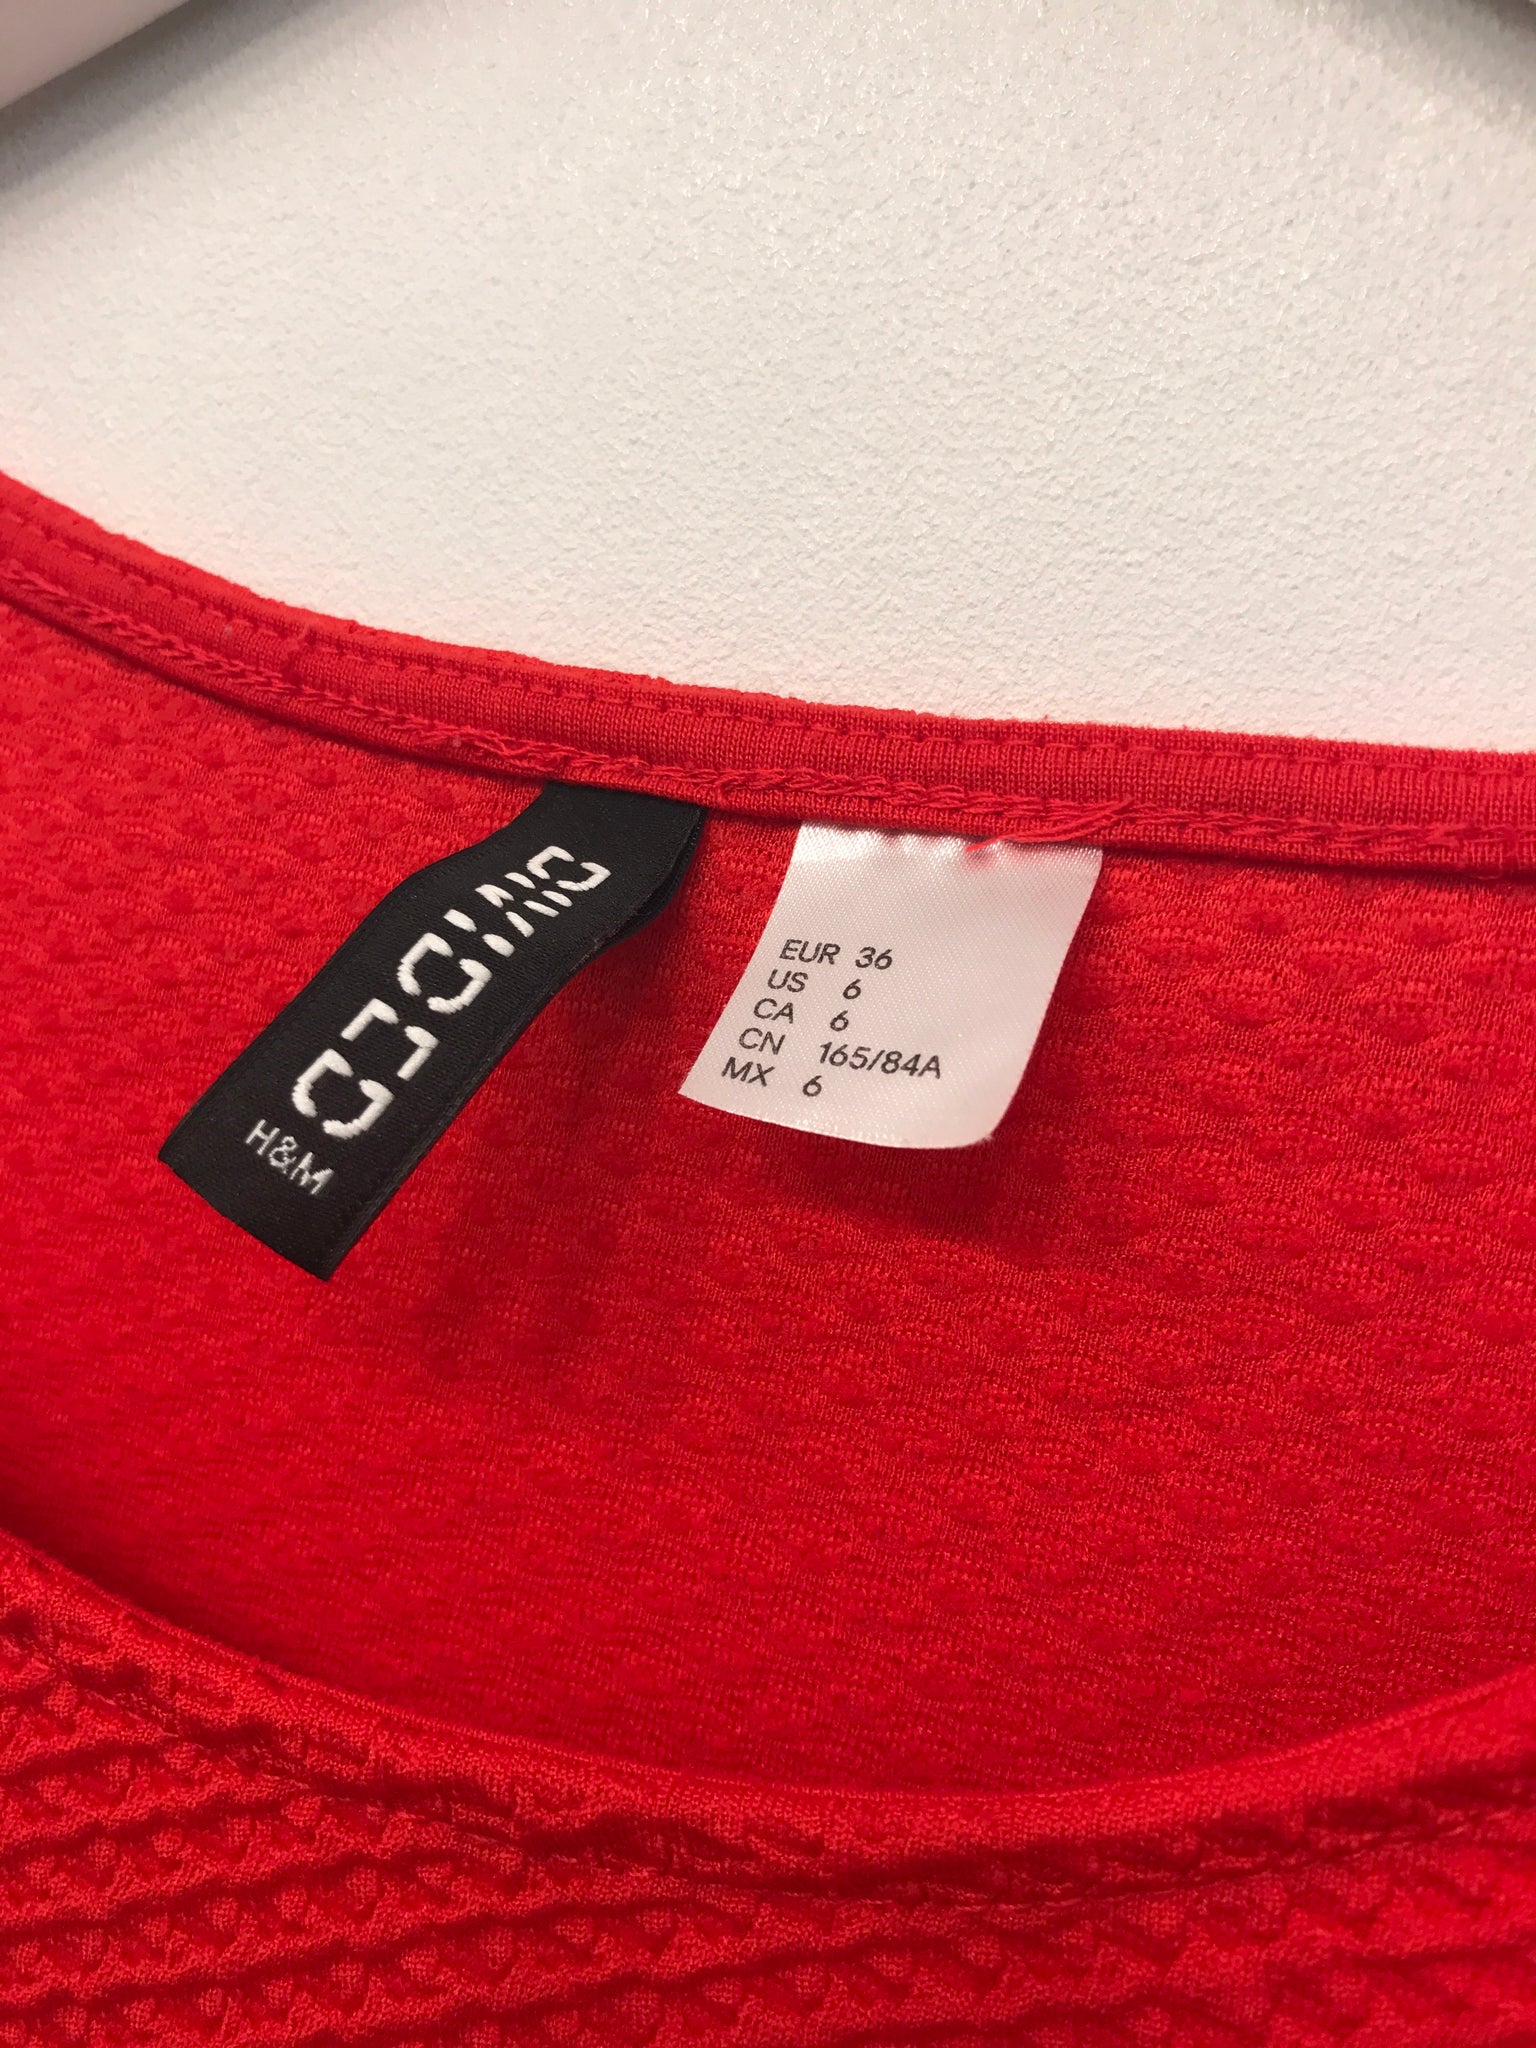 DIVIDED
H&M
EUR 36
US 6
CA 6
CN 165/84A
MX 6